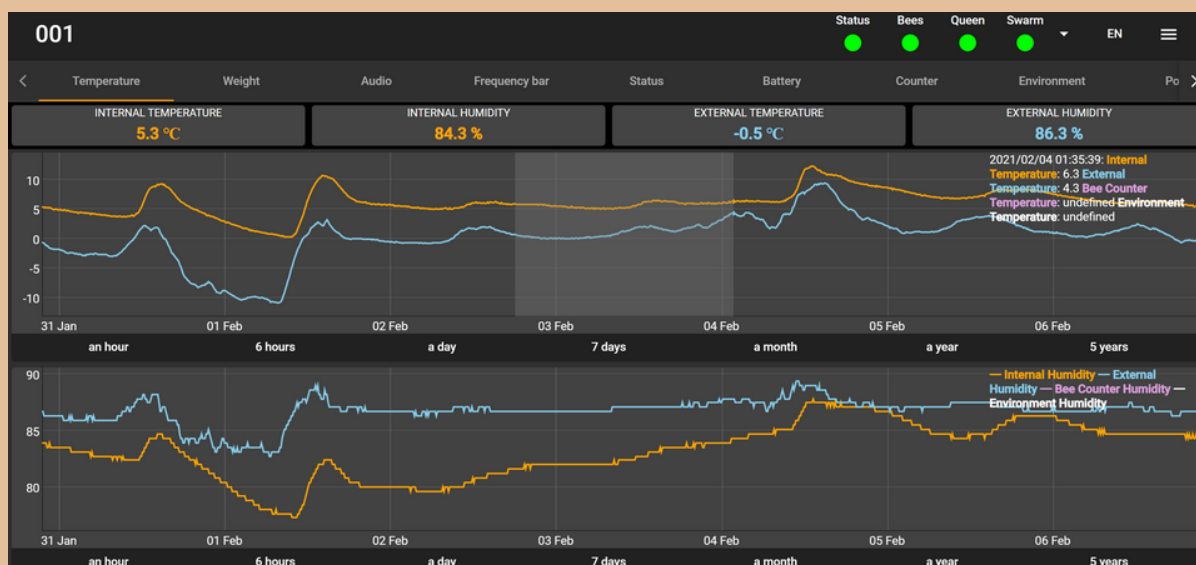 001
Status Bees Queen Swarm
EN
Temperature Weight Audio Frequency bar Status Battery Counter Environment Po
INTERNAL TEMPERATURE INTERNAL HUMIDITY EXTERNAL TEMPERATURE EXTERNAL HUMIDITY
5.3 °C 84.3 % -0.5 °C 86.3 %
2021/02/04 01:35:39: Internal
Temperature: 6.3 External
Temperature: 4.3 Bee Counter
Temperature: undefined Environment
Temperature: undefined
10
5
0
-5
-10
31 Jan 01 Feb 02 Feb 03 Feb 04 Feb 05 Feb 06 Feb
an hour 6 hours a day 7 days a month a year 5 years
90
— Internal Humidity — External
Humidity — Bee Counter Humidity —
Environment Humidity
85
80
31 Jan 01 Feb 02 Feb 03 Feb 04 Feb 05 Feb 06 Feb
an hour 6 hours a day 7 days a month a year 5 years